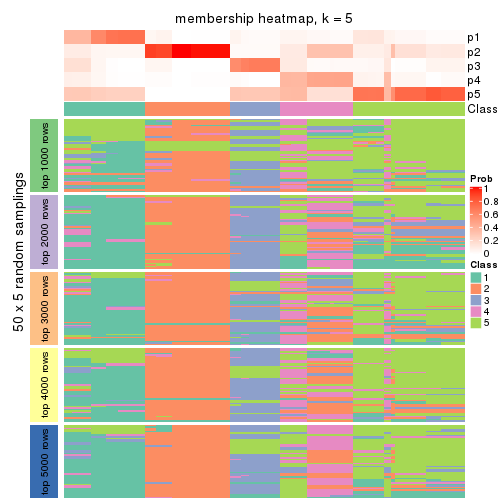 membership heatmap, k = 5
p1
p2
p3
p4
p5
Class
50 x 5 random samplings
top 1000 rows
top 2000 rows
top 3000 rows
top 4000 rows
top 5000 rows
Prob
1
0.8
0.6
0.4
0.2
0
Class
1
2
3
4
5